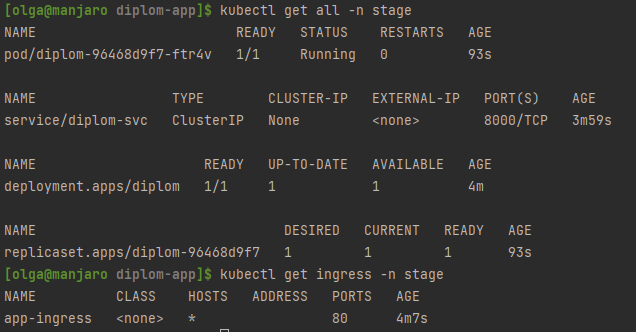 [olga@manjaro diplom-app]$ kubectl get all -n stage
NAME                         READY   STATUS    RESTARTS   AGE
pod/diplom-96468d9f7-ftr4v   1/1     Running   0          93s

NAME                 TYPE        CLUSTER-IP   EXTERNAL-IP   PORT(S)    AGE
service/diplom-svc   ClusterIP   None         <none>        8000/TCP   3m59s

NAME                     READY   UP-TO-DATE   AVAILABLE   AGE
deployment.apps/diplom   1/1     1            1           4m

NAME                               DESIRED   CURRENT   READY   AGE
replicaset.apps/diplom-96468d9f7   1         1         1       93s
[olga@manjaro diplom-app]$ kubectl get ingress -n stage
NAME          CLASS    HOSTS   ADDRESS   PORTS   AGE
app-ingress   <none>   *                 80      4m7s